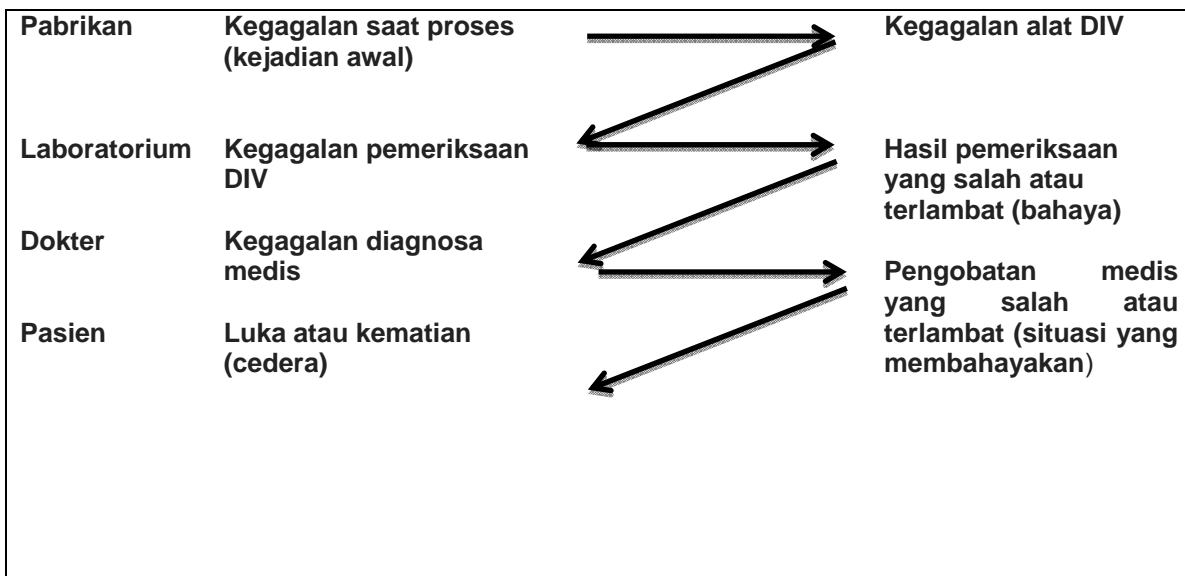 Pabrikan Kegagalan saat proses Kegagalan alat DIV
(kejadian awal)
Laboratorium Kegagalan pemeriksaan Hasil pemeriksaan
DIV yang salah atau
terlambat (bahaya)
Dokter Kegagalan diagnosa
medis Pengobatan medis
yang salah atau
Pasien Luka atau kematian terlambat (situasi yang
(cedera) membahayakan)